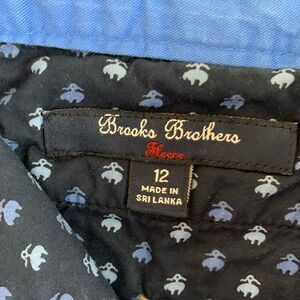 Brooks Brothers
Fleece
12
MADE IN
SRI LANKA